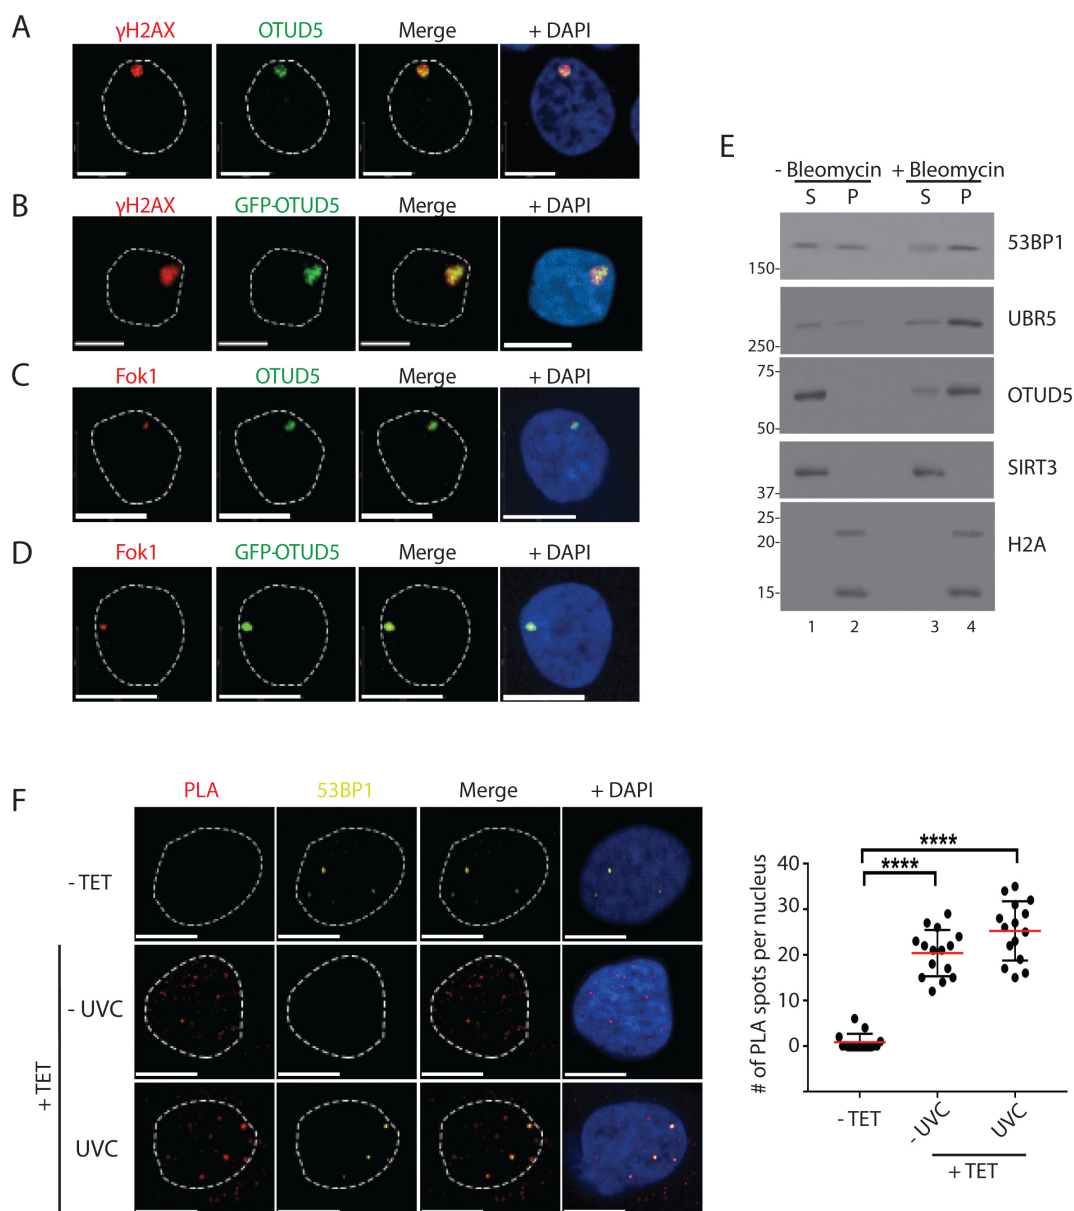 A
γH2AX OTUD5 Merge + DAPI
B
γH2AX GFP-OTUD5 Merge + DAPI
C
Fok1 OTUD5 Merge + DAPI
D
Fok1 GFP-OTUD5 Merge + DAPI
E
- Bleomycin + Bleomycin
S P S P
53BP1
150-
UBR5
250-
75-
OTUD5
50-
SIRT3
37-
25-
20-
H2A
15-
1 2 3 4
F
PLA 53BP1 Merge + DAPI
- TET
- UVC
+ TET
UVC
# of PLA spots per nucleus
****
****
40
30
20
10
0
- TET - UVC UVC
+ TET